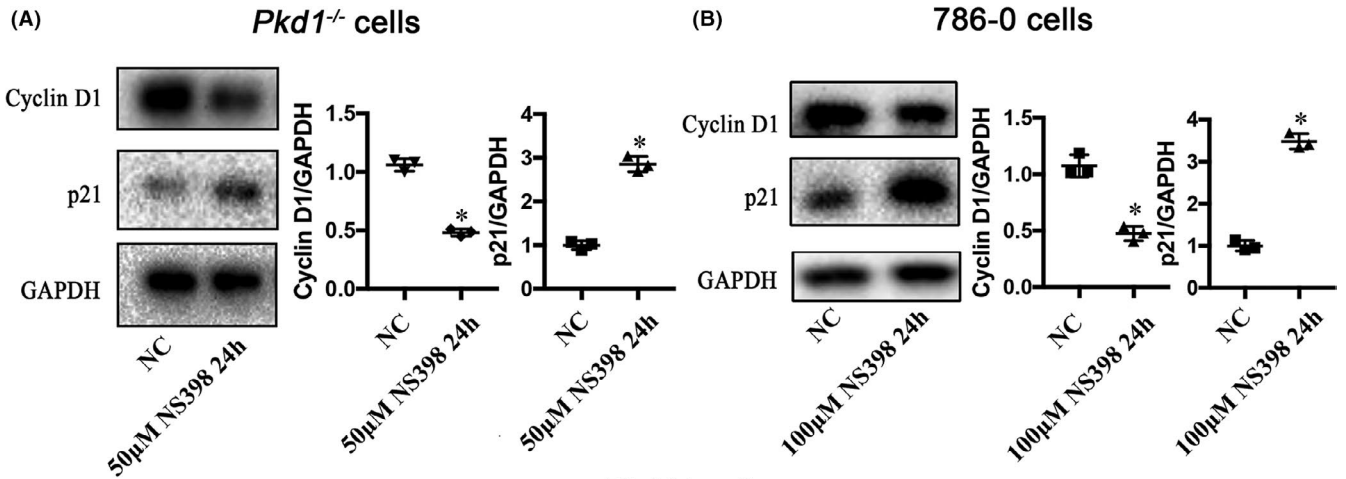 (A)
Pkd1-/- cells
Cyclin D1
p21
GAPDH
NC
50μM NS398 24h
Cyclin D1/GAPDH
1.5
1.0
0.5
0.0
*
NC
50μM NS398 24h
p21/GAPDH
4
3
2
1
0
*
NC
50μM NS398 24h
(B)
786-0 cells
Cyclin D1
p21
GAPDH
NC
100μM NS398 24h
Cyclin D1/GAPDH
1.5
1.0
0.5
0.0
*
NC
100μM NS398 24h
p21/GAPDH
4
3
2
1
0
*
NC
100μM NS398 24h